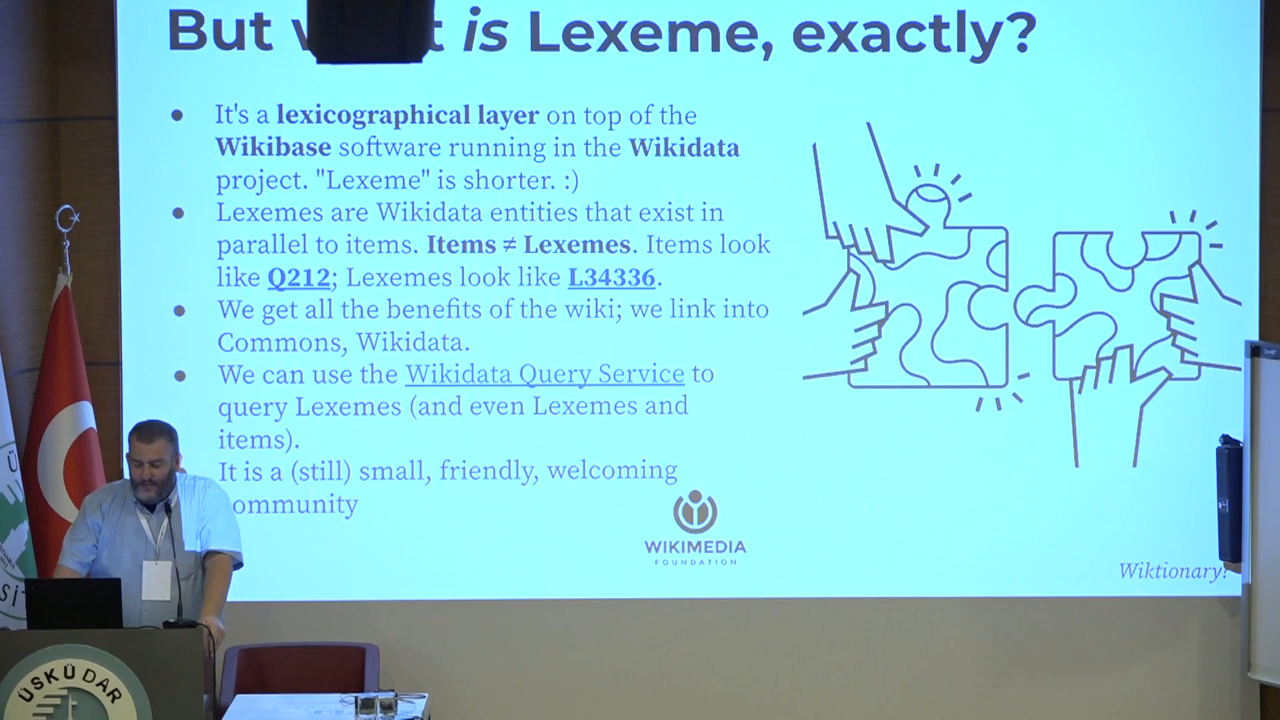 But t is Lexeme, exactly?
It's a lexicographical layer on top of the
Wikibase software running in the Wikidata
project. "Lexeme" is shorter. :)
Lexemes are Wikidata entities that exist in
parallel to items. Items ≠ Lexemes. Items look
like Q212; Lexemes look like L34336.
We get all the benefits of the wiki; we link into
Commons, Wikidata.
We can use the Wikidata Query Service to
query Lexemes (and even Lexemes and
items).
It is a (still) small, friendly, welcoming
ommunity
WIKIMEDIA
FOUNDATION
Wiktionary?
ÜSKÜDAR